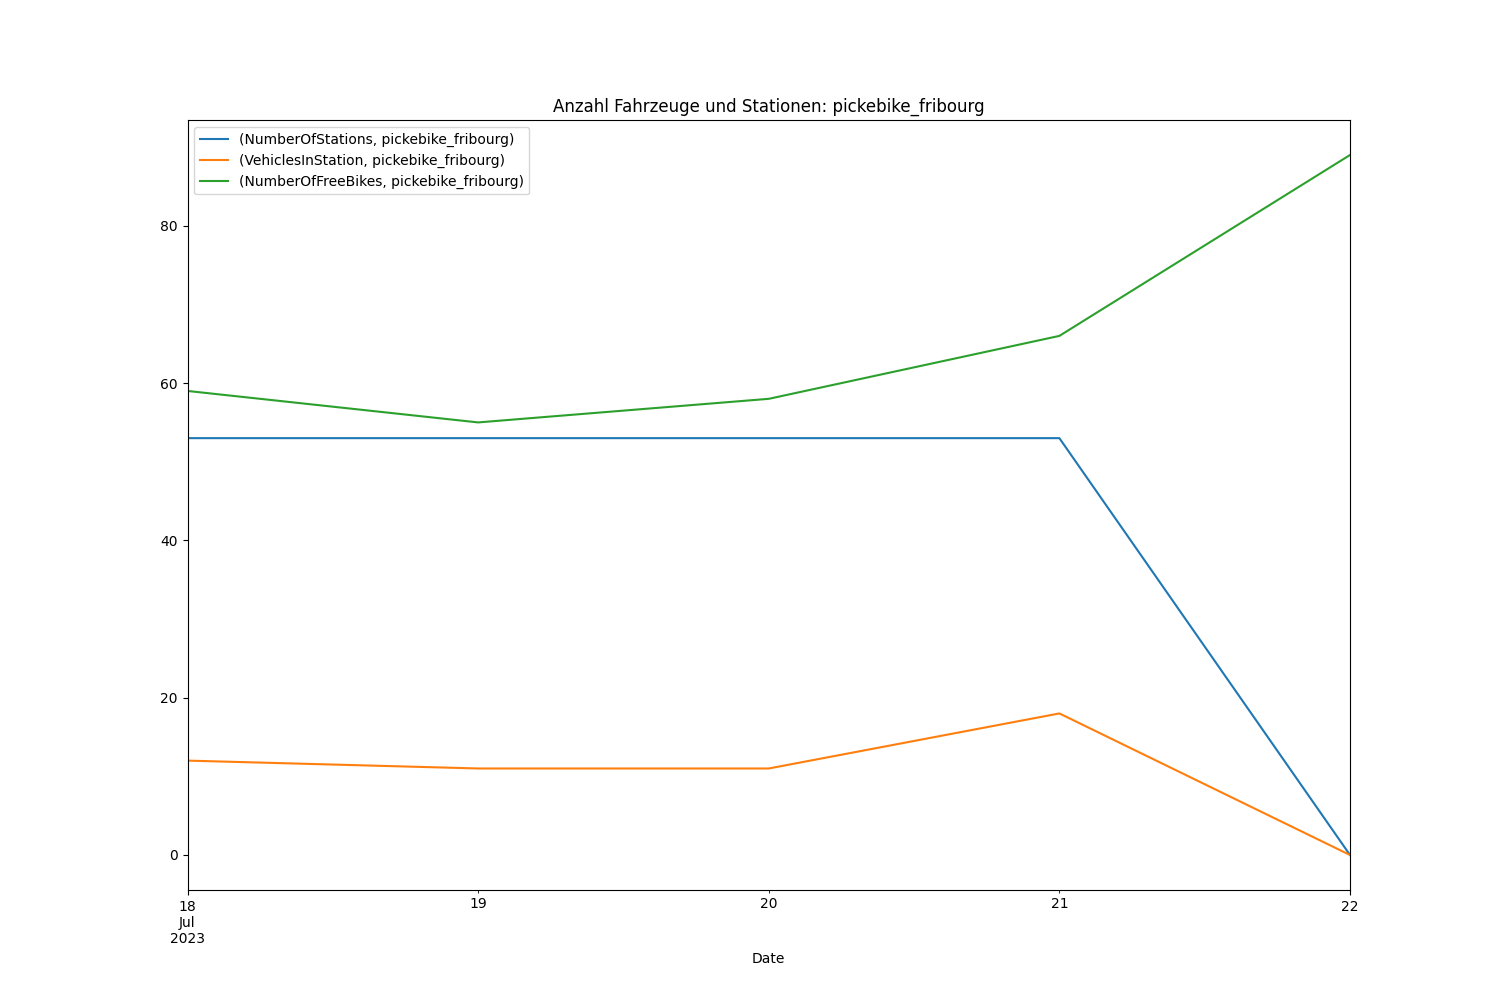 Anzahl Fahrzeuge und Stationen: pickebike_fribourg
(NumberOfStations, pickebike_fribourg)
(VehiclesInStation, pickebike_fribourg)
(NumberOfFreeBikes, pickebike_fribourg)
80
60
40
20
0
18 19 20 21 22
Jul
2023
Date